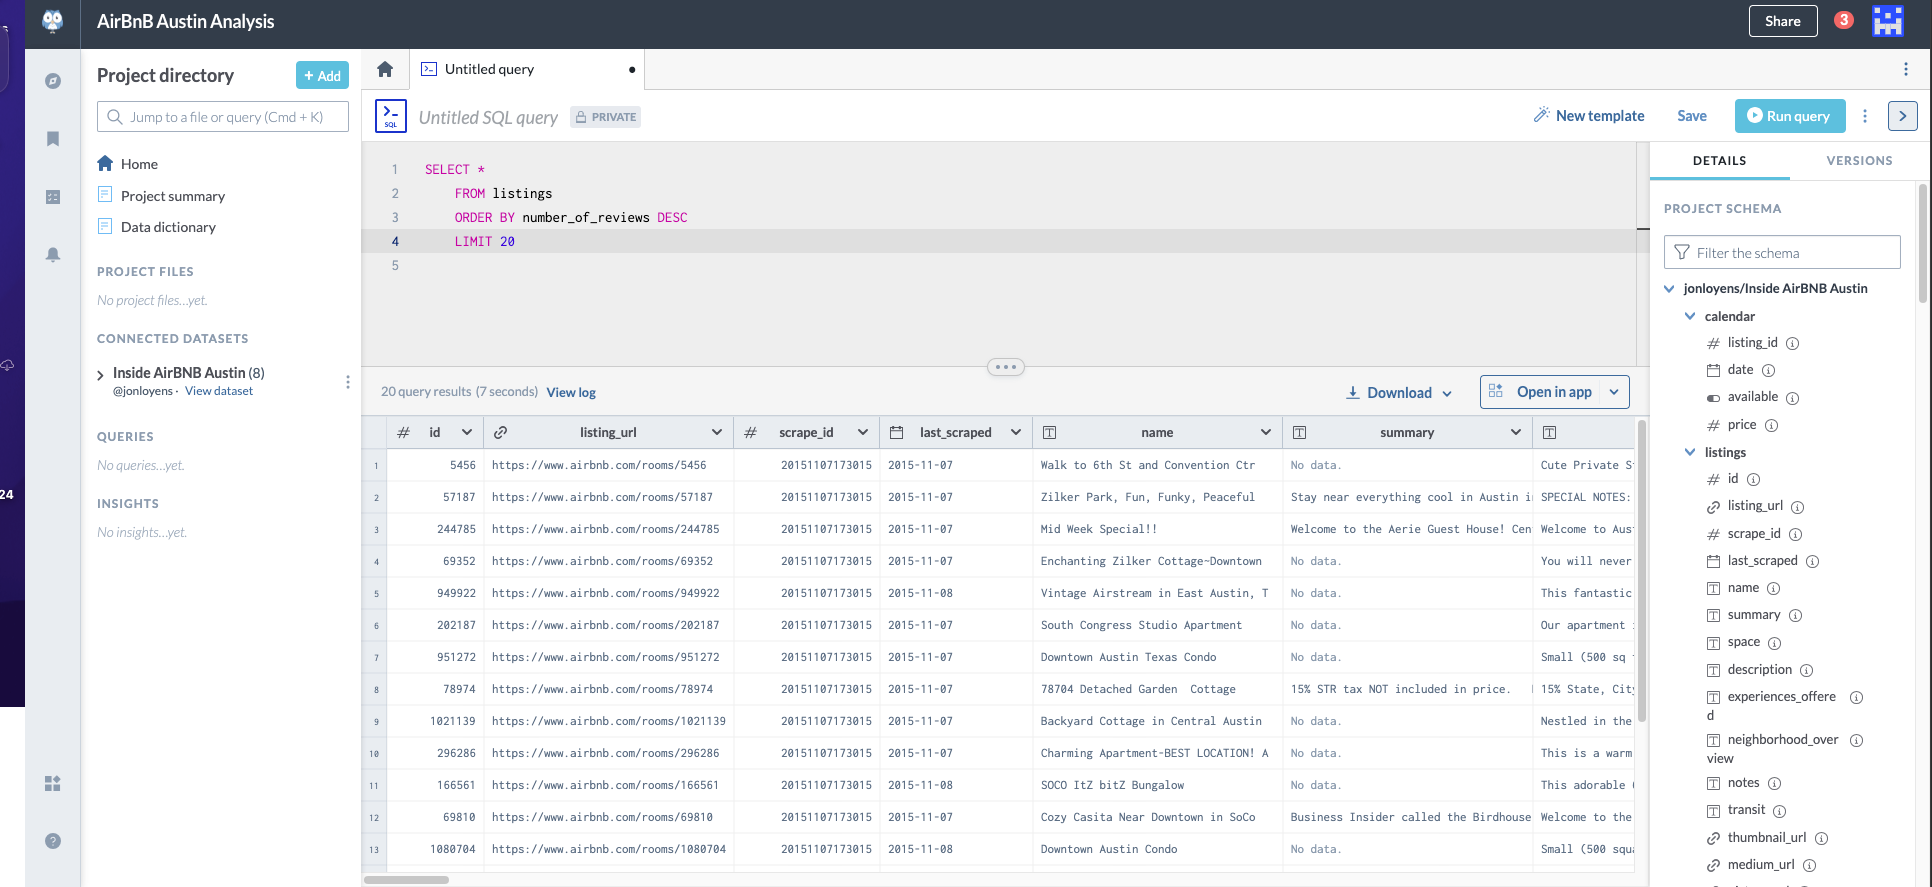 AirBnB Austin Analysis
Share
3
Project directory
+ Add
Jump to a file or query (Cmd + K)
Home
Project summary
Data dictionary
PROJECT FILES
No project files...yet.
CONNECTED DATASETS
Inside AirBNB Austin (8)
@jonloyens · View dataset
QUERIES
No queries...yet.
INSIGHTS
No insights...yet.
24
Untitled query
SQL
Untitled SQL query
PRIVATE
New template
Save
Run query
1 SELECT *
2 FROM listings
3 ORDER BY number_of_reviews DESC
4 LIMIT 20
5
20 query results (7 seconds) View log
Download
Open in app
# id listing_url # scrape_id last_scraped T name T summary T
1 5456 https://www.airbnb.com/rooms/5456 20151107173015 2015-11-07 Walk to 6th St and Convention Ctr No data. Cute Private
2 57187 https://www.airbnb.com/rooms/57187 20151107173015 2015-11-07 Zilker Park, Fun, Funky, Peaceful Stay near everything cool in Austin SPECIAL NOTES:
3 244785 https://www.airbnb.com/rooms/244785 20151107173015 2015-11-07 Mid Week Special!! Welcome to the Aerie Guest House! Cen Welcome to Aus
4 69352 https://www.airbnb.com/rooms/69352 20151107173015 2015-11-07 Enchanting Zilker Cottage~Downtown No data. You will never
5 949922 https://www.airbnb.com/rooms/949922 20151107173015 2015-11-08 Vintage Airstream in East Austin, T No data. This fantastic
6 202187 https://www.airbnb.com/rooms/202187 20151107173015 2015-11-07 South Congress Studio Apartment No data. Our apartment
7 951272 https://www.airbnb.com/rooms/951272 20151107173015 2015-11-07 Downtown Austin Texas Condo No data. Small (500 sq
8 78974 https://www.airbnb.com/rooms/78974 20151107173015 2015-11-07 78704 Detached Garden  Cottage 15% STR tax NOT included in price. 15% State, City
9 1021139 https://www.airbnb.com/rooms/1021139 20151107173015 2015-11-07 Backyard Cottage in Central Austin No data. Nestled in the
10 296286 https://www.airbnb.com/rooms/296286 20151107173015 2015-11-07 Charming Apartment-BEST LOCATION! A No data. This is a warm
11 166561 https://www.airbnb.com/rooms/166561 20151107173015 2015-11-08 SOCO ItZ bitZ Bungalow No data. This adorable
12 69810 https://www.airbnb.com/rooms/69810 20151107173015 2015-11-07 Cozy Casita Near Downtown in SoCo Business Insider called the Birdhouse Welcome to the
13 1080704 https://www.airbnb.com/rooms/1080704 20151107173015 2015-11-08 Downtown Austin Condo No data. Small (500 squa
DETAILS VERSIONS
PROJECT SCHEMA
Filter the schema
jonloyens/Inside AirBNB Austin
calendar
# listing_id
date
available
# price
listings
# id
listing_url
# scrape_id
last_scraped
T name
T summary
T space
T description
T experiences_offere
d
T neighborhood_over
view
T notes
T transit
thumbnail_url
medium_url